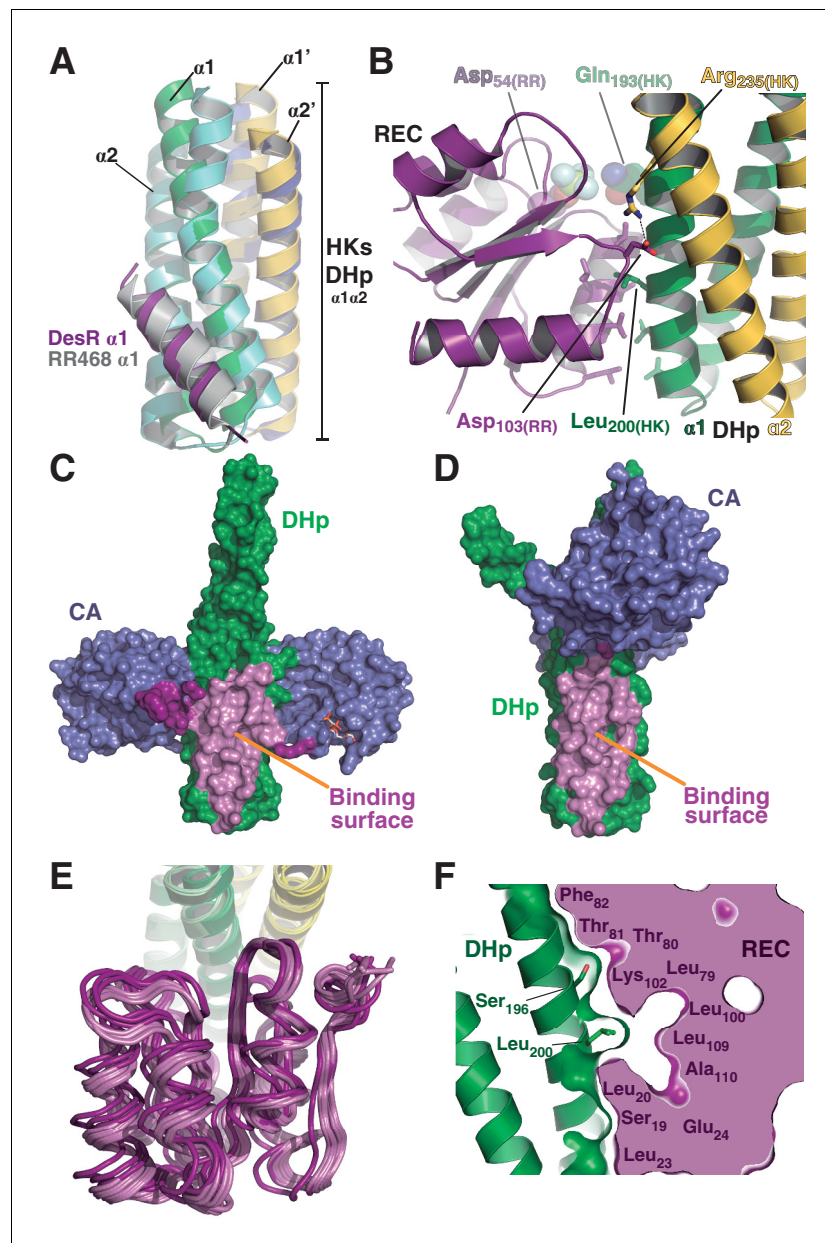 A
α1
α1’
α2’
α2
HKs
DHp
α1α2
DesR α1
RR468 α1
B
Asp54(RR)
Gln193(HK)
Arg235(HK)
REC
Asp103(RR)
Leu200(HK)
α1 DHp α2
C
DHp
CA
Binding
surface
D
CA
DHp
Binding
surface
E
F
DHp
REC
Phe82
Thr81
Thr80
Lys102
Leu79
Ser196
Leu100
Leu200
Leu109
Ala110
Leu20
Ser19
Glu24
Leu23